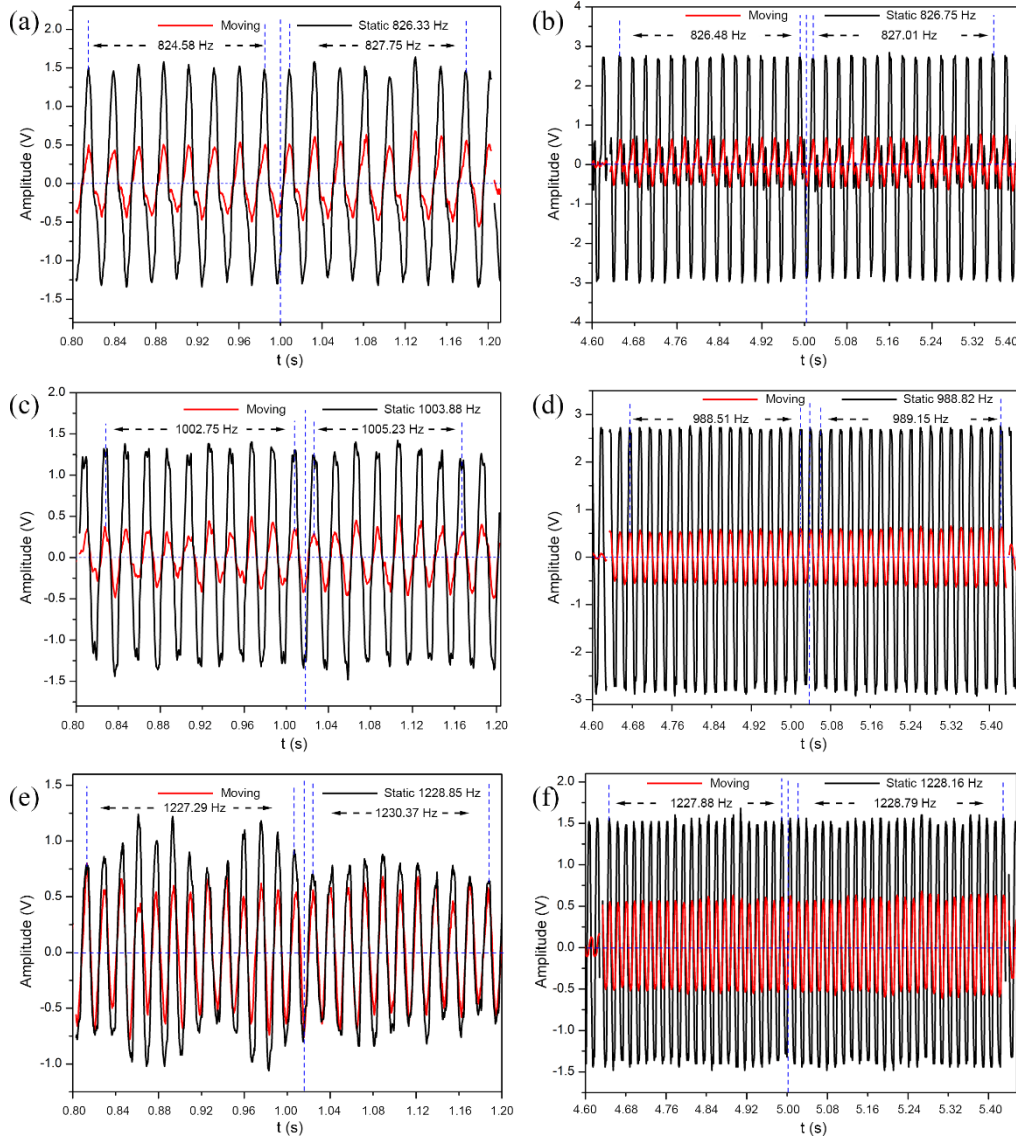 (a)
Moving
Static 826.33 Hz
824.58 Hz
827.75 Hz
2.0
1.5
1.0
0.5
0.0
-0.5
-1.0
-1.5
Amplitude (V)
0.80 0.84 0.88 0.92 0.96 1.00 1.04 1.08 1.12 1.16 1.20
t (s)
(b)
Moving
Static 826.75 Hz
826.48 Hz
827.01 Hz
4
3
2
1
0
-1
-2
-3
-4
Amplitude (V)
4.60 4.68 4.76 4.84 4.92 5.00 5.08 5.16 5.24 5.32 5.40
t (s)
(c)
Moving
Static 1003.88 Hz
1002.75 Hz
1005.23 Hz
2.0
1.5
1.0
0.5
0.0
-0.5
-1.0
-1.5
Amplitude (V)
0.80 0.84 0.88 0.92 0.96 1.00 1.04 1.08 1.12 1.16 1.20
t (s)
(d)
Moving
Static 988.82 Hz
988.51 Hz
989.15 Hz
3
2
1
0
-1
-2
-3
Amplitude (V)
4.60 4.68 4.76 4.84 4.92 5.00 5.08 5.16 5.24 5.32 5.40
t (s)
(e)
Moving
Static 1228.85 Hz
1227.29 Hz
1230.37 Hz
1.5
1.0
0.5
0.0
-0.5
-1.0
Amplitude (V)
0.80 0.84 0.88 0.92 0.96 1.00 1.04 1.08 1.12 1.16 1.20
t (s)
(f)
Moving
Static 1228.16 Hz
1227.88 Hz
1228.79 Hz
2.0
1.5
1.0
0.5
0.0
-0.5
-1.0
-1.5
Amplitude (V)
4.60 4.68 4.76 4.84 4.92 5.00 5.08 5.16 5.24 5.32 5.40
t (s)